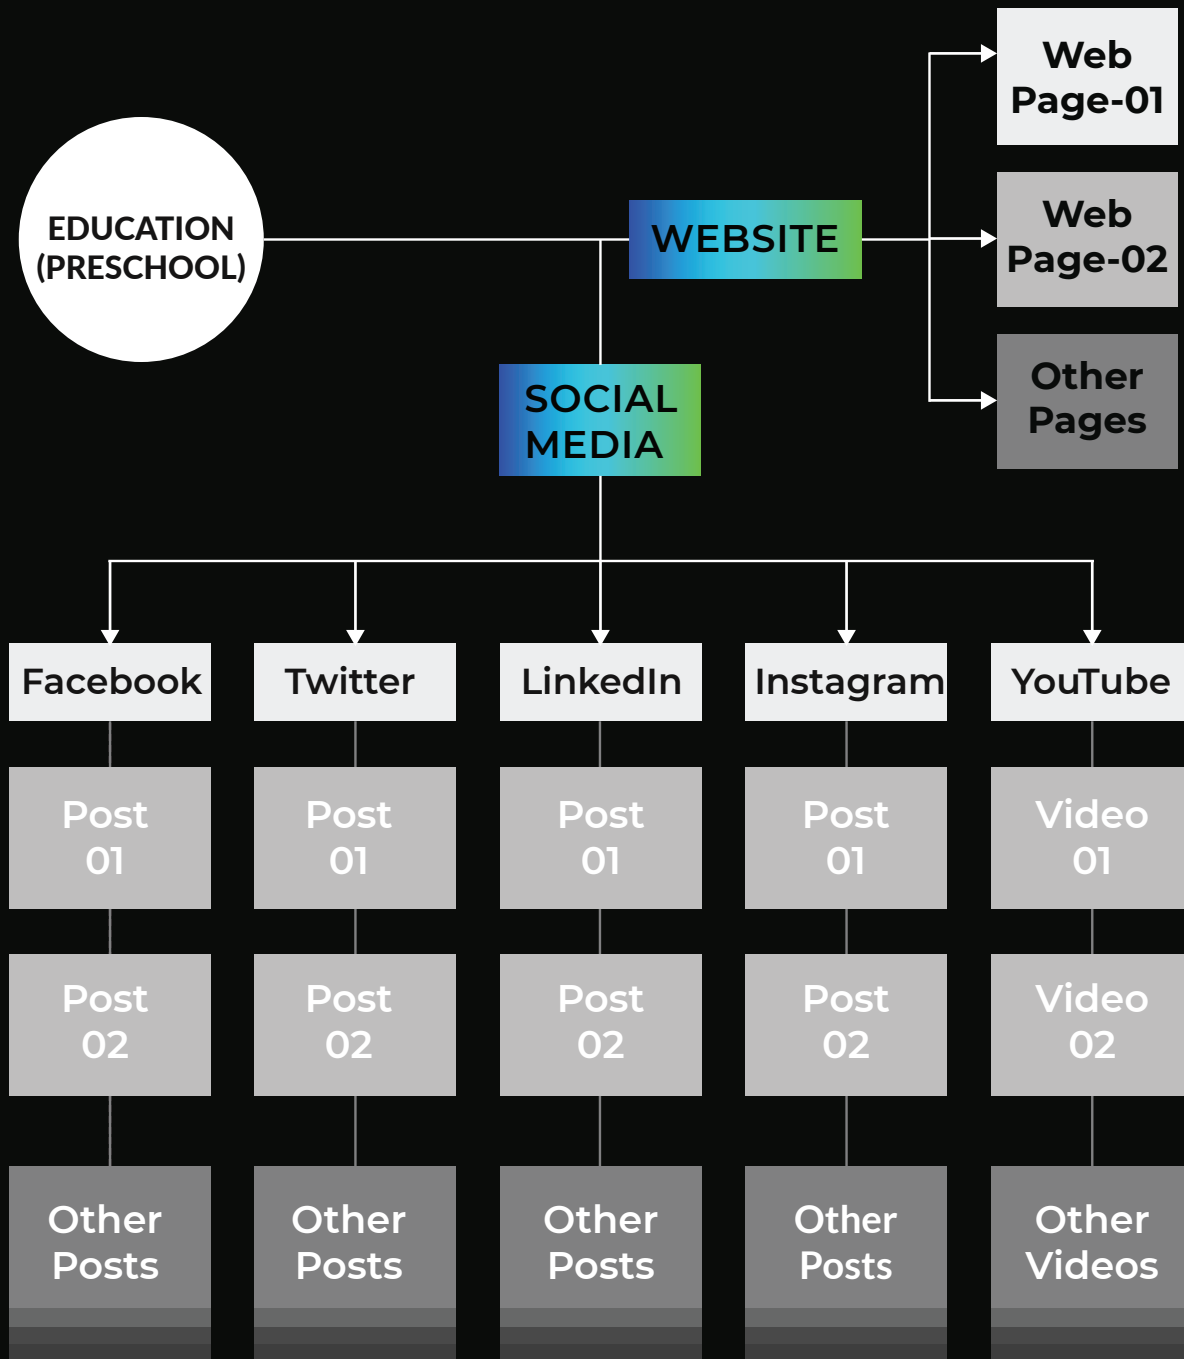 Web
Page-01
EDUCATION
(PRESCHOOL)
WEBSITE
Web
Page-02
Other
Pages
SOCIAL
MEDIA
Facebook
Twitter
LinkedIn
Instagram
YouTube
Post
01
Post
01
Post
01
Post
01
Video
01
Post
02
Post
02
Post
02
Post
02
Video
02
Other
Posts
Other
Posts
Other
Posts
Other
Posts
Other
Videos